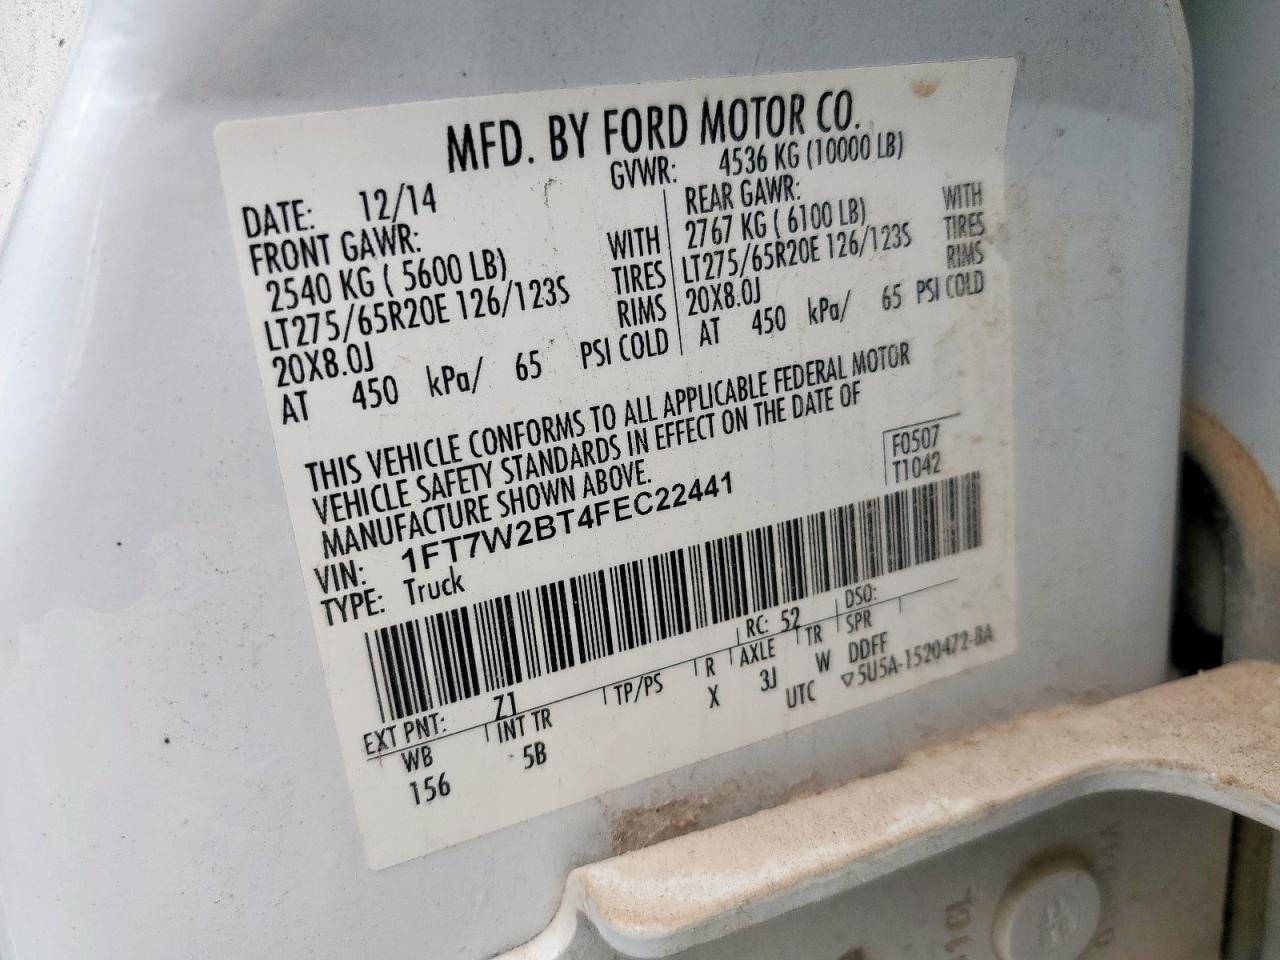 MFD. BY FORD MOTOR CO.
DATE: 12/14 GVWR: 4536 KG (10000 LB)
FRONT GAWR:
2540 KG ( 5600 LB) WITH
LT275/65R20E 126/123S TIRES
20X8.0J RIMS
AT 450 kPa/ 65 PSI COLD
REAR GAWR:
2767 KG ( 6100 LB) WITH
LT275/65R20E 126/123S TIRES
20X8.0J RIMS
AT 450 kPa/ 65 PSI COLD
THIS VEHICLE CONFORMS TO ALL APPLICABLE FEDERAL MOTOR
VEHICLE SAFETY STANDARDS IN EFFECT ON THE DATE OF
MANUFACTURE SHOWN ABOVE.
F0507
T1042
VIN: 1FT7W2BT4FEC22441
TYPE: Truck
EXT PNT: Z1 RC: 52 DSO:
WB INT TR TP/PS R AXLE TR SPR
156 5B X 3J W DDFF
UTC ▽5U5A-1520472-BA